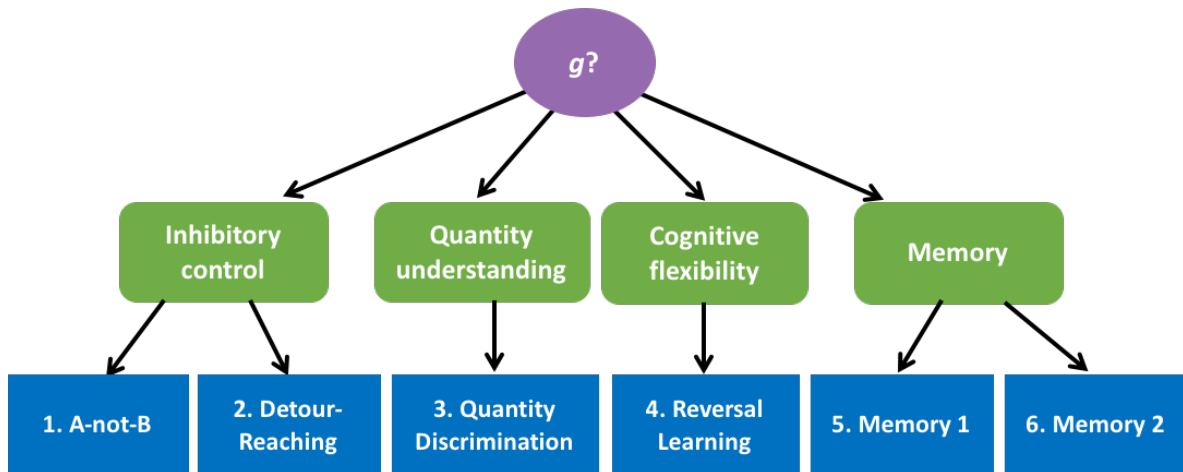 g?
Inhibitory
control
Quantity
understanding
Cognitive
flexibility
Memory
1. A-not-B
2. Detour-
Reaching
3. Quantity
Discrimination
4. Reversal
Learning
5. Memory 1
6. Memory 2